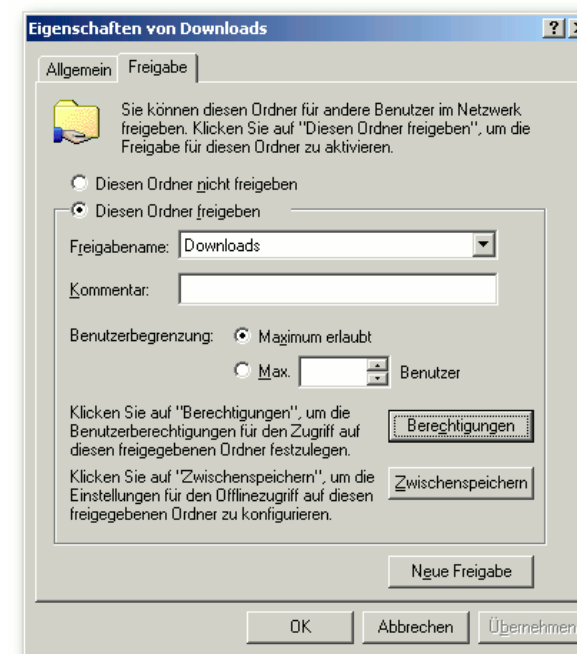 Eigenschaften von Downloads
Allgemein
Freigabe
Sie können diesen Ordner für andere Benutzer im Netzwerk
freigeben. Klicken Sie auf "Diesen Ordner freigeben", um die
Freigabe für diesen Ordner zu aktivieren.
Diesen Ordner nicht freigeben
Diesen Ordner freigeben
Freigabename: Downloads
Kommentar:
Benutzerbegrenzung: Maximum erlaubt
Max. Benutzer
Klicken Sie auf "Berechtigungen", um die
Benutzerberechtigungen für den Zugriff auf
diesen freigegebenen Ordner festzulegen.
Berechtigungen
Klicken Sie auf "Zwischenspeichern", um die
Einstellungen für den Offlinezugriff auf diesen
freigegebenen Ordner zu konfigurieren.
Zwischenspeichern
Neue Freigabe
OK Abbrechen Übernehmen